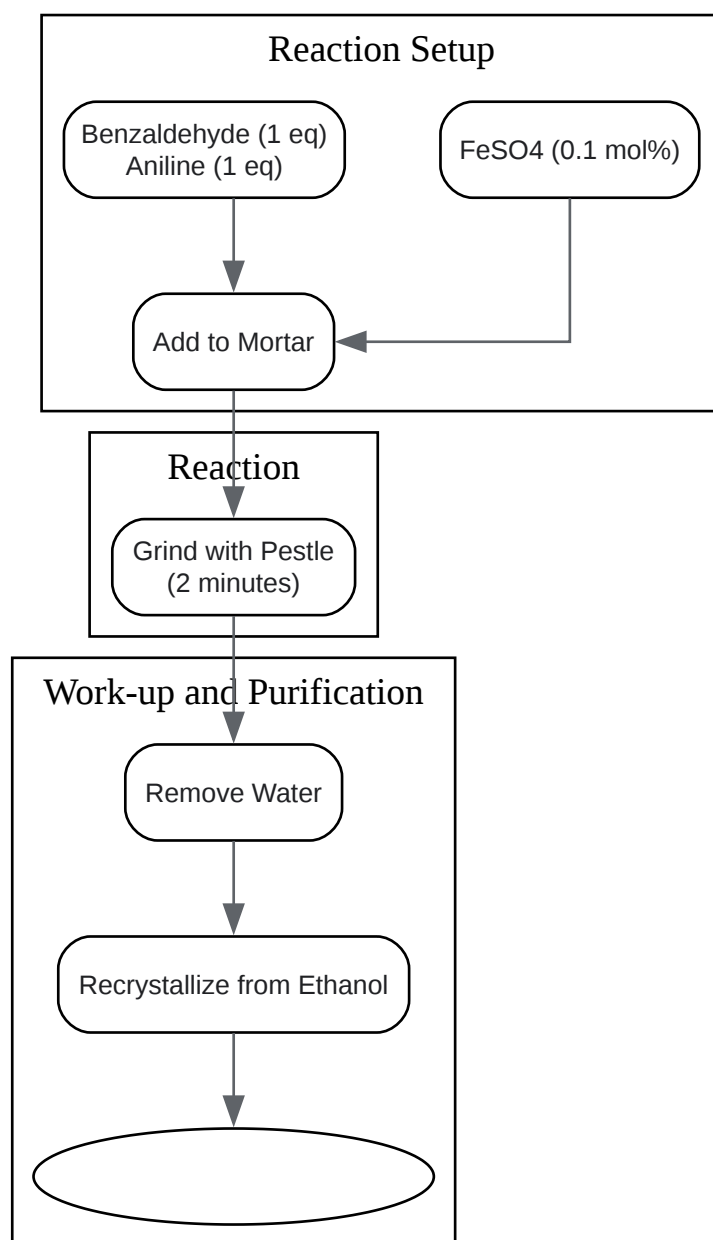 Reaction Setup
Benzaldehyde (1 eq)
Aniline (1 eq)
FeSO4 (0.1 mol%)
Add to Mortar
Reaction
Grind with Pestle
(2 minutes)
Work-up and Purification
Remove Water
Recrystallize from Ethanol